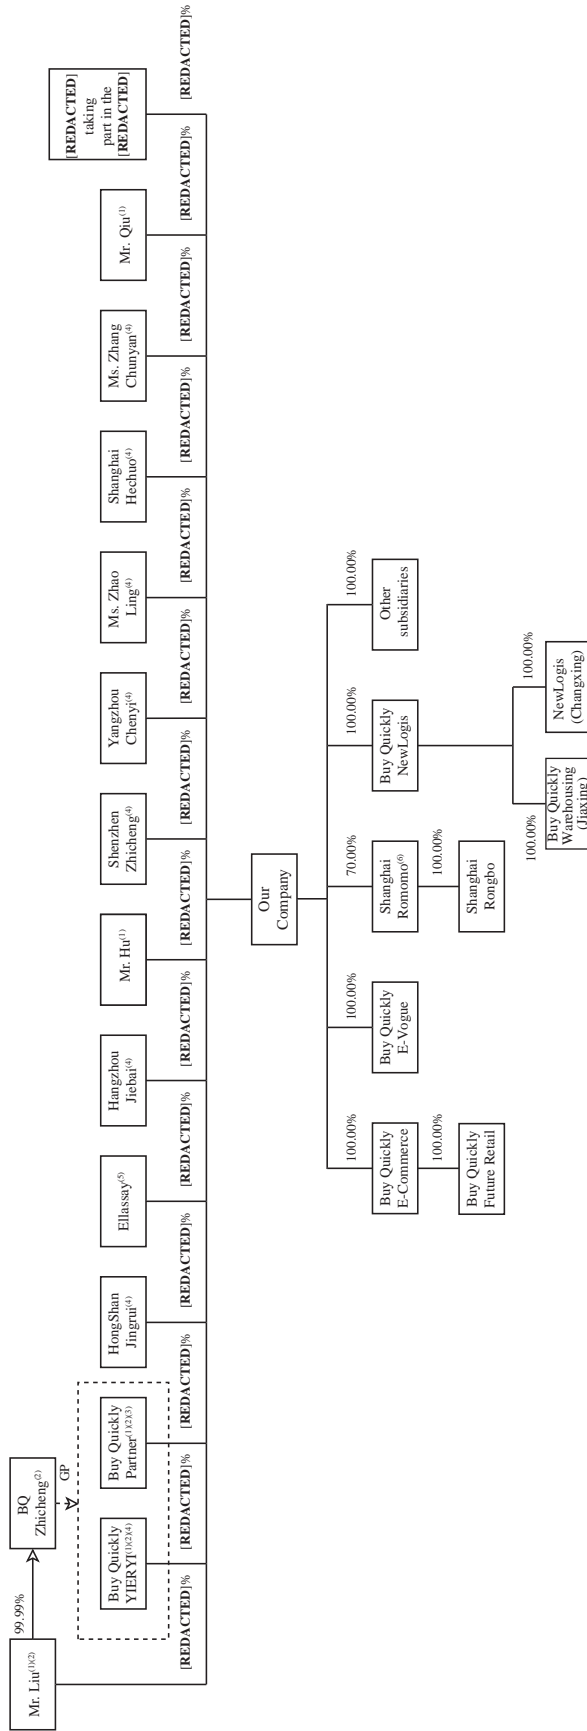 Mr. Liu(1)(2)
99.99%
BQ
Zhicheng(2)
GP
Buy Quickly
YIERYI(1)(2)(4)
Buy Quickly
Partner(1)(2)(3)
HongShan
Jingrui(4)
Ellassay(5)
Hangzhou
Jiebai(4)
Mr. Hu(1)
Shenzhen
Zhicheng(4)
Yangzhou
Chenyi(4)
Ms. Zhao
Ling(4)
Shanghai
Hechuo(4)
Ms. Zhang
Chunyan(4)
Mr. Qiu(1)
[REDACTED]
taking
part in the
[REDACTED]
[REDACTED]%
[REDACTED]%
[REDACTED]%
[REDACTED]%
[REDACTED]%
[REDACTED]%
[REDACTED]%
[REDACTED]%
[REDACTED]%
[REDACTED]%
[REDACTED]%
[REDACTED]%
[REDACTED]%
[REDACTED]%
Our
Company
100.00%
100.00%
70.00%
100.00%
100.00%
Buy Quickly
E-Commerce
Buy Quickly
E-Vogue
Shanghai
Romomo(6)
Buy Quickly
NewLogis
Other
subsidiaries
100.00%
100.00%
Buy Quickly
Future Retail
Shanghai
Rongbo
100.00%
100.00%
Buy Quickly
Warehousing
(Jiaxing)
NewLogis
(Changxing)